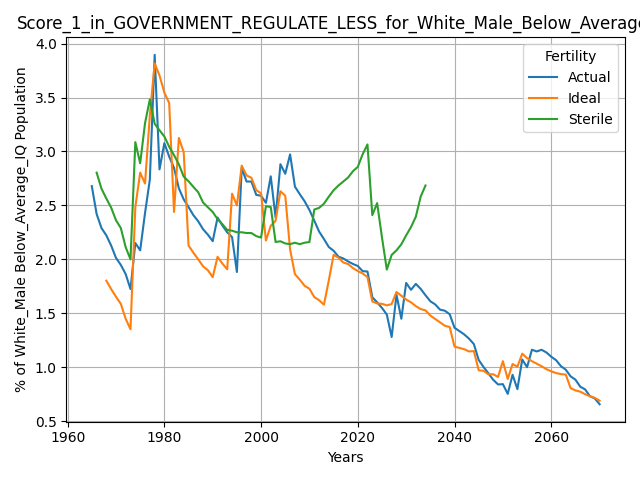 Score_1_in_GOVERNMENT_REGULATE_LESS_for_White_Male_Below_Average
4.0
3.5
3.0
2.5
2.0
1.5
1.0
0.5
% of White_Male Below_Average_IQ Population
Fertility
Actual
Ideal
Sterile
1960
1980
2000
2020
2040
2060
Years